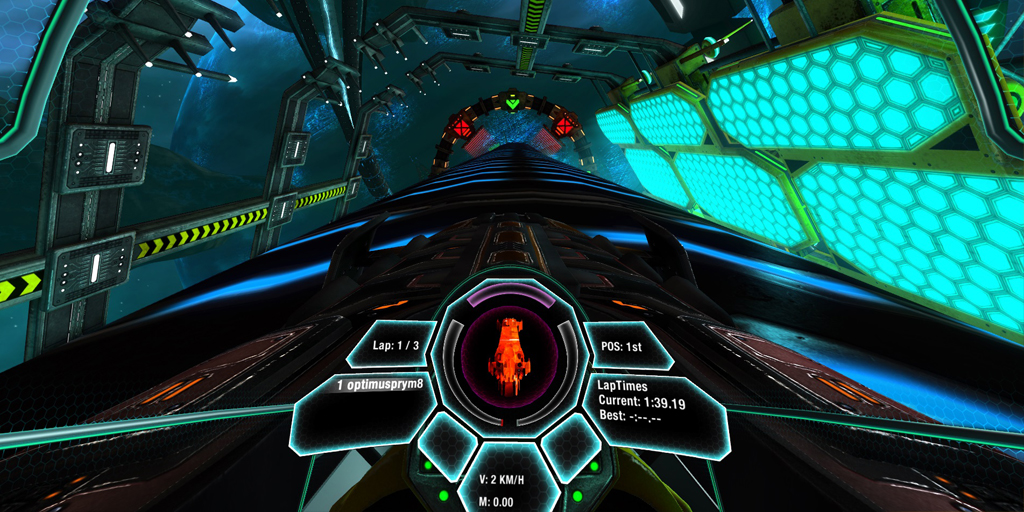 Lap: 1 / 3
POS: 1st
1 optimusprym8
LapTimes
Current: 1:39.19
Best: -:--.--
V: 2 KM/H
M: 0.00